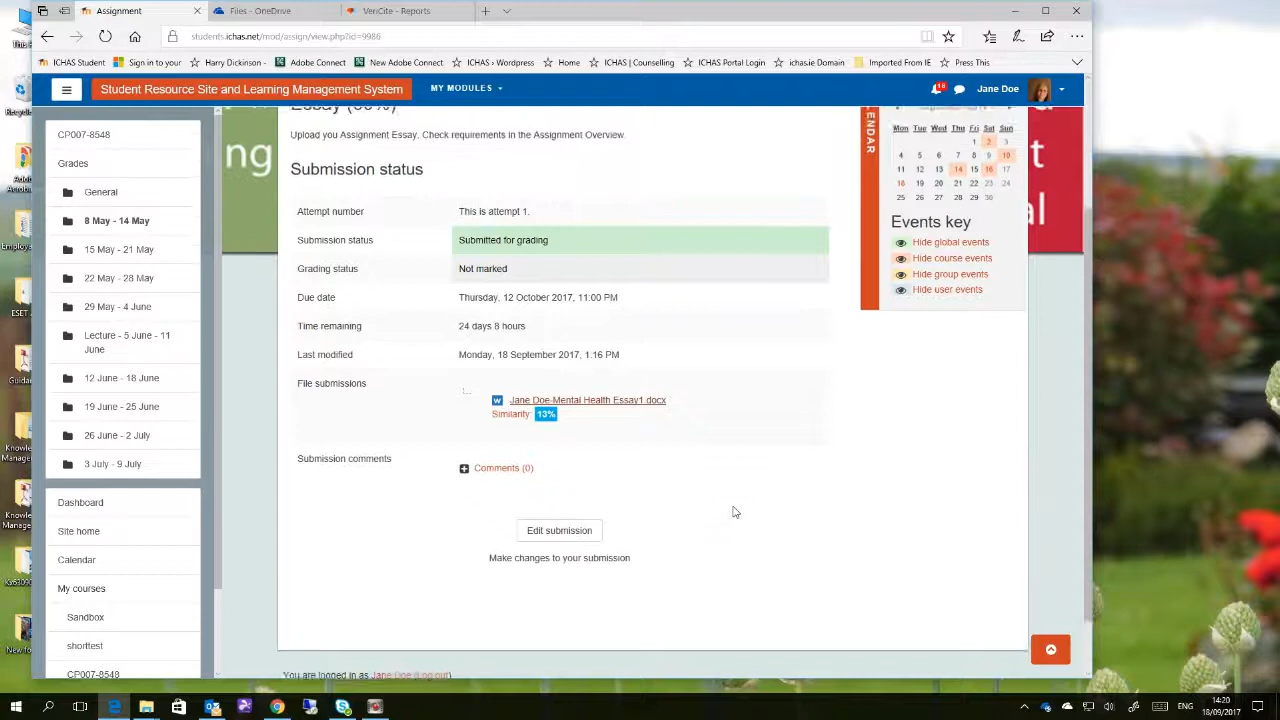 Assignment
Files - OneDrive
VeriCite - Reports
students.ichas.net/mod/assign/view.php?id=9986
ICHAS Student
Sign in to your
Harry Dickinson -
Adobe Connect
New Adobe Connect
ICHAS › Wordpress
Home
ICHAS | Counselling
ICHAS Portal Login
ichas.ie Domain
Imported From IE
Press This
Student Resource Site and Learning Management System
MY MODULES
18
Jane Doe
CP007-8548
Grades
General
8 May - 14 May
15 May - 21 May
22 May - 28 May
29 May - 4 June
Lecture - 5 June - 11
June
12 June - 18 June
19 June - 25 June
26 June - 2 July
3 July - 9 July
Dashboard
Site home
Calendar
My courses
Sandbox
shorttest
CP007-8548
ng
Upload you Assignment Essay. Check requirements in the Assignment Overview.
Submission status
Attempt number This is attempt 1.
Submission status Submitted for grading
Grading status Not marked
Due date Thursday, 12 October 2017, 11:00 PM
Time remaining 24 days 8 hours
Last modified Monday, 18 September 2017, 1:16 PM
File submissions
Jane Doe-Mental Health Essay1.docx
Similarity: 13%
Submission comments Comments (0)
Edit submission
Make changes to your submission
You are logged in as Jane Doe (Log out)
Mon Tue Wed Thu Fri Sat Sun
1 2 3
4 5 6 7 8 9 10
11 12 13 14 15 16 17
18 19 20 21 22 23 24
25 26 27 28 29 30
Events key
Hide global events
Hide course events
Hide group events
Hide user events
ENG
14:20
18/09/2017